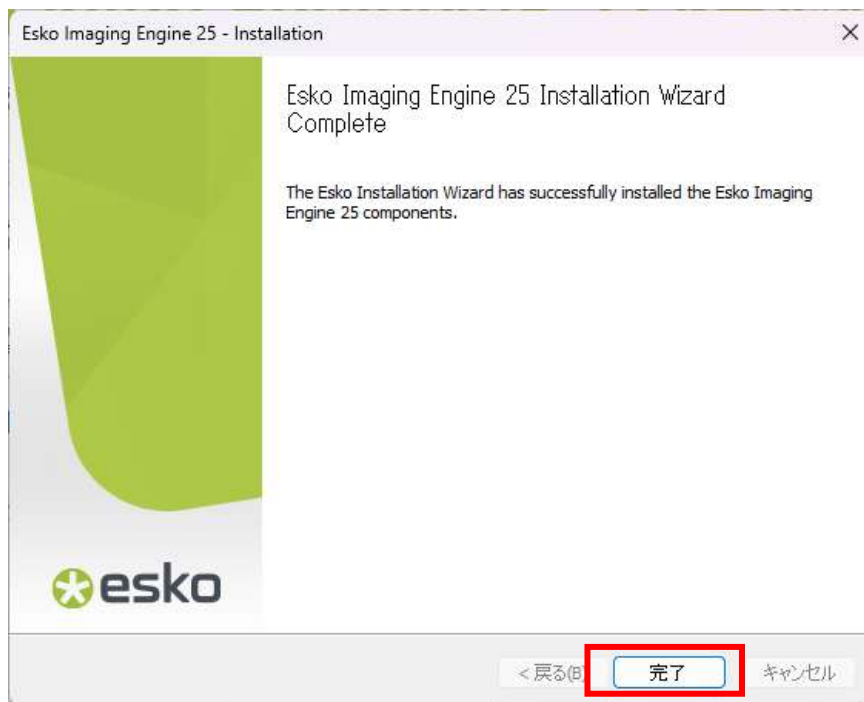 Esko Imaging Engine 25 - Installation
Esko Imaging Engine 25 Installation Wizard
Complete
The Esko Installation Wizard has successfully installed the Esko Imaging
Engine 25 components.
esko
< 戻る(B) 完了 キャンセル